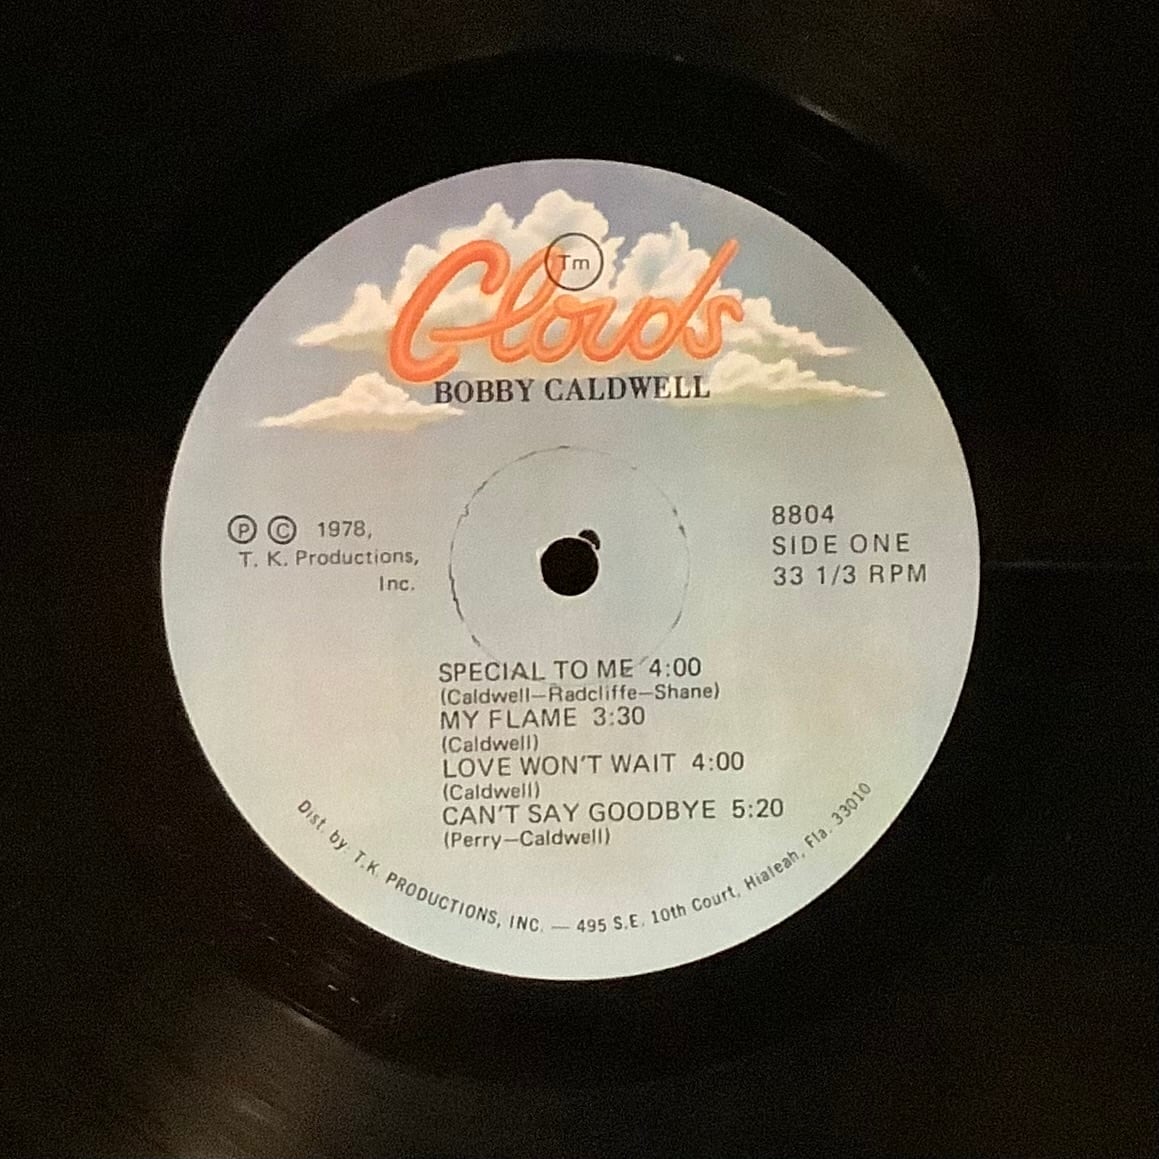 Clouds
Tm
BOBBY CALDWELL
Ⓟ © 1978,
T. K. Productions,
Inc.
8804
SIDE ONE
33 1/3 RPM
SPECIAL TO ME 4:00
(Caldwell—Radcliffe—Shane)
MY FLAME 3:30
(Caldwell)
LOVE WON'T WAIT 4:00
(Caldwell)
CAN'T SAY GOODBYE 5:20
(Perry—Caldwell)
Dist. by: T.K. PRODUCTIONS, INC. — 495 S.E. 10th Court, Hialeah, Fla. 33010